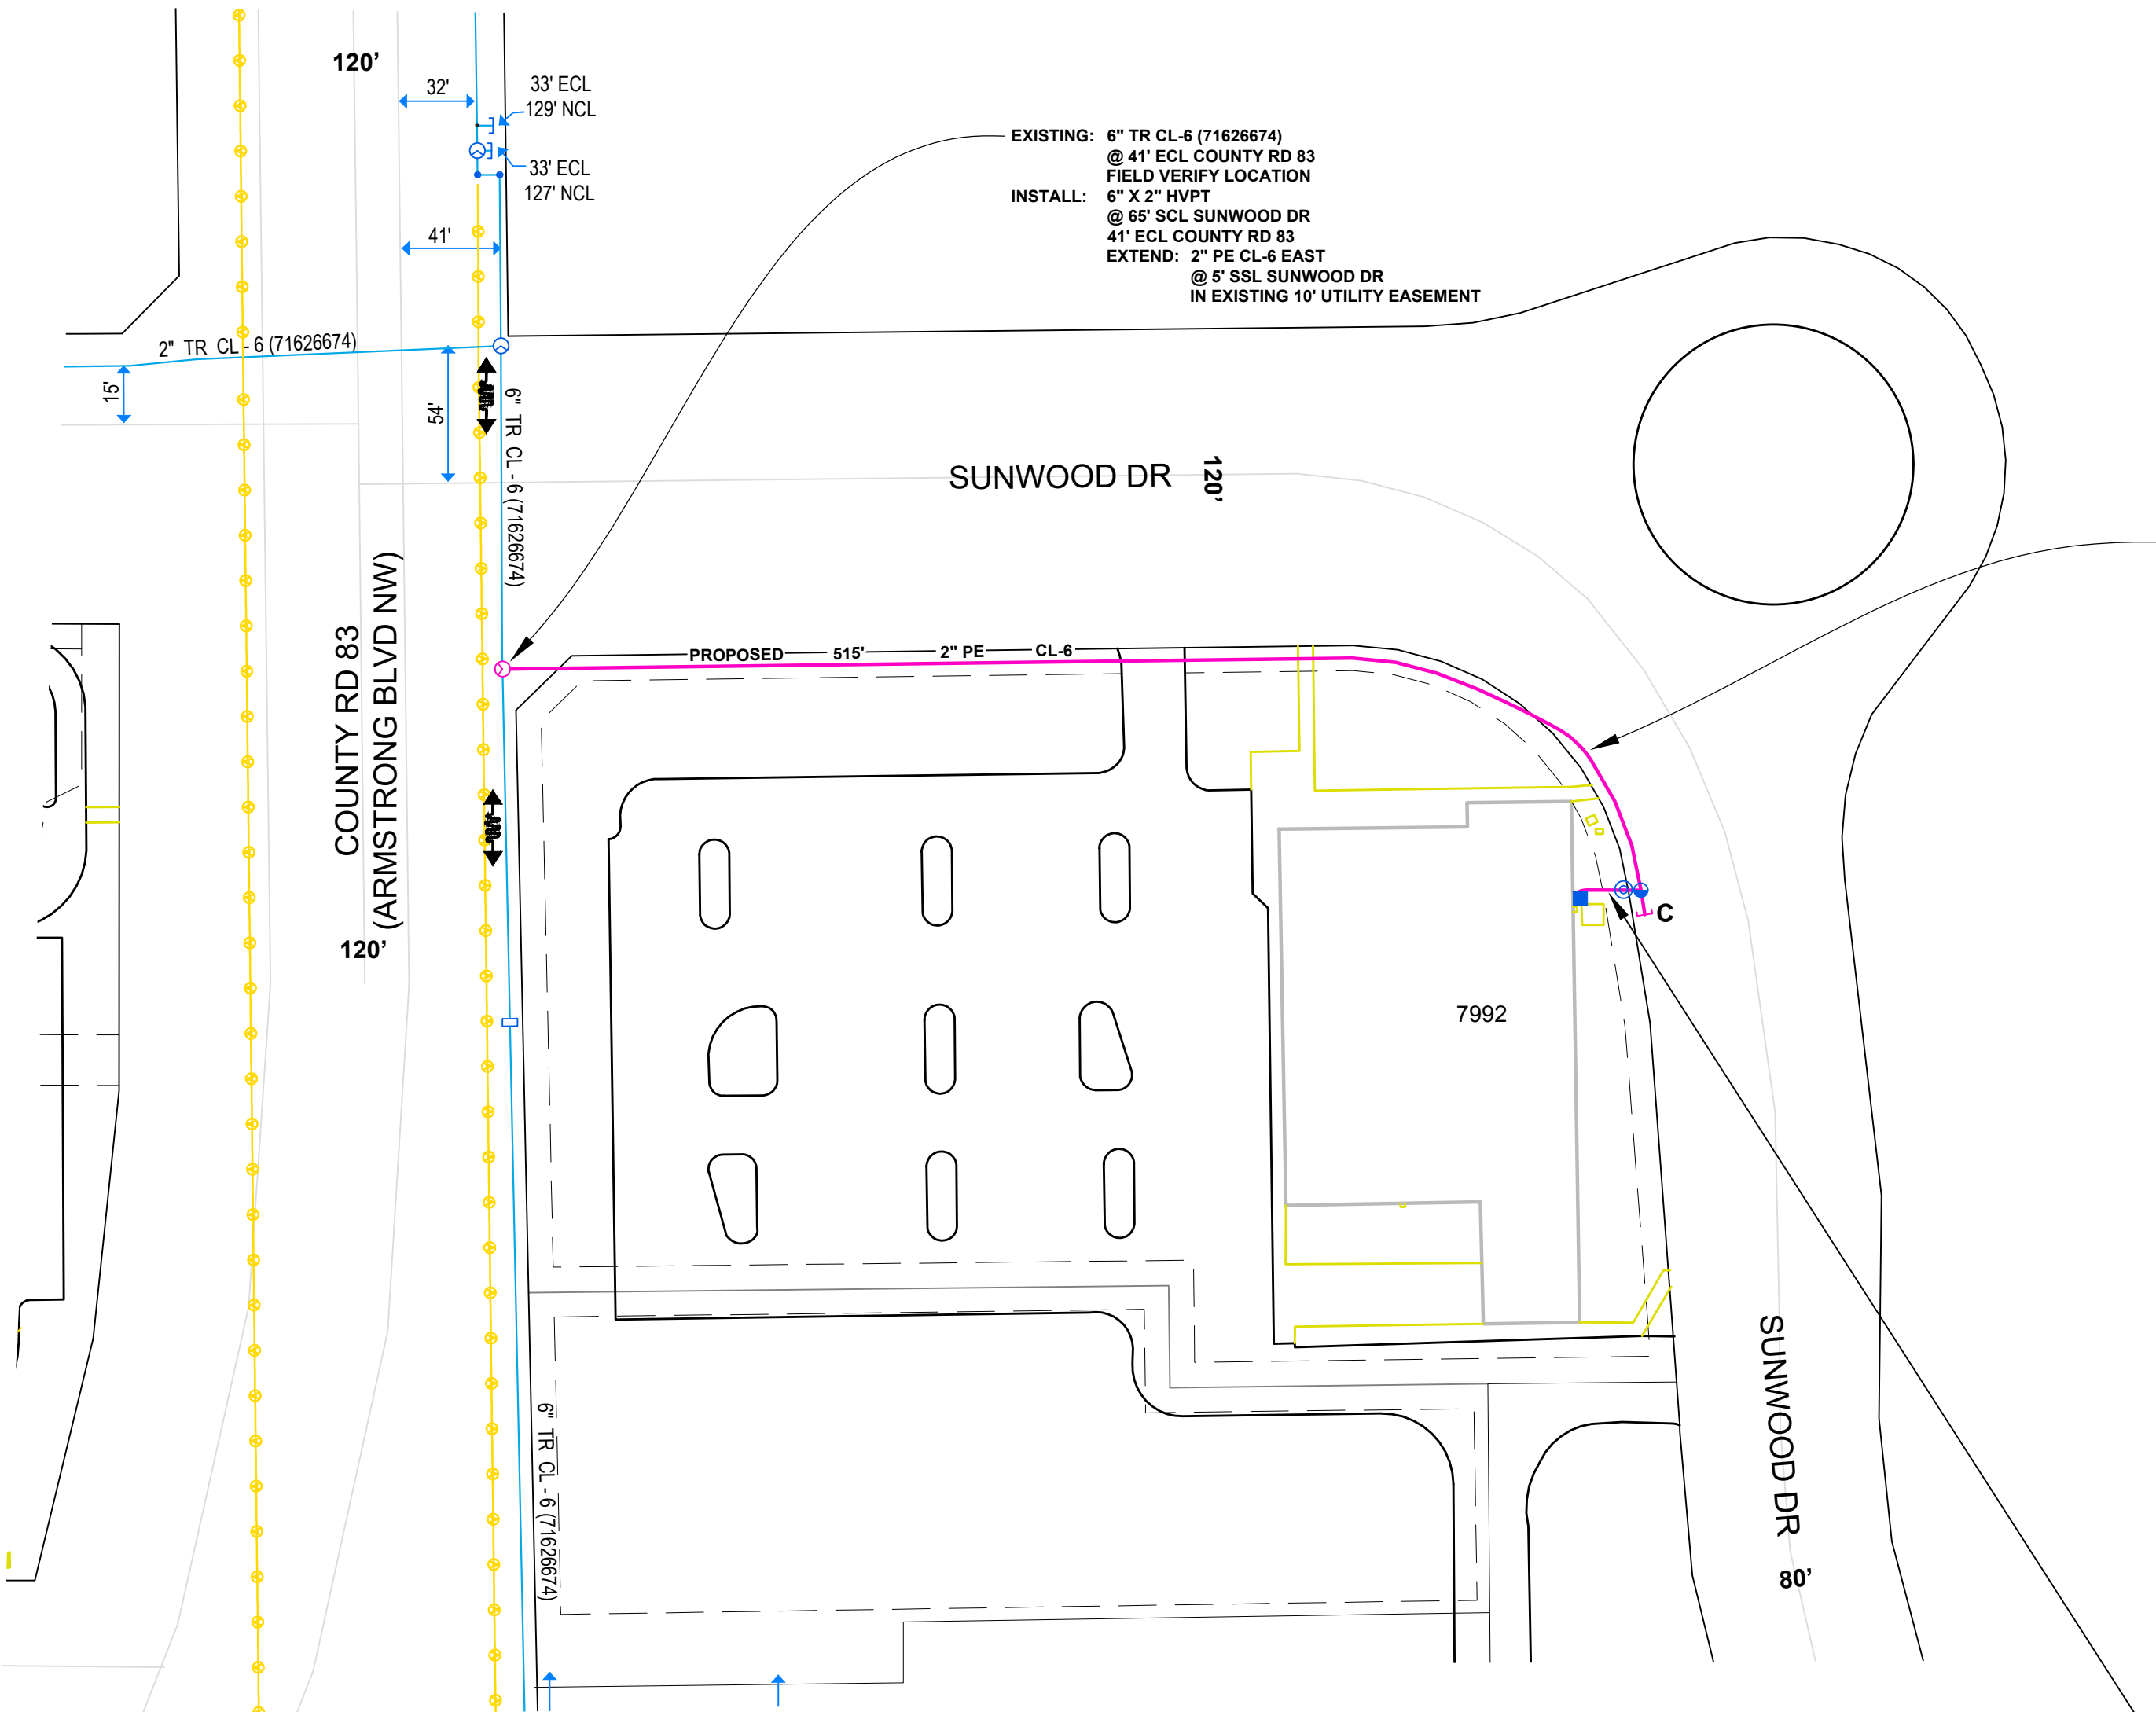 120’
32'
33' ECL
129' NCL
33' ECL
127' NCL
41'
EXISTING: 6" TR CL-6 (71626674)
@ 41' ECL COUNTY RD 83
FIELD VERIFY LOCATION
INSTALL: 6" X 2" HVPT
@ 65' SCL SUNWOOD DR
41' ECL COUNTY RD 83
EXTEND: 2" PE CL-6 EAST
@ 5' SSL SUNWOOD DR
IN EXISTING 10' UTILITY EASEMENT
2" TR CL - 6 (71626674)
15'
54'
6" TR CL - 6 (71626674)
SUNWOOD DR
120’
COUNTY RD 83
(ARMSTRONG BLVD NW)
120’
PROPOSED 515' 2" PE CL-6
C
7992
6" TR CL - 6 (71626674)
SUNWOOD DR
80’